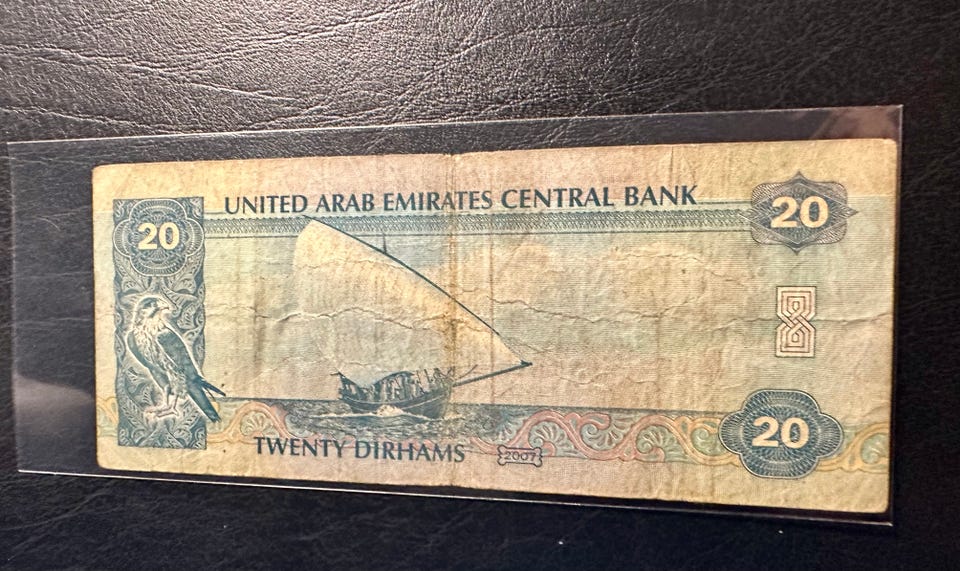 20
UNITED ARAB EMIRATES CENTRAL BANK
20
20
TWENTY DIRHAMS
2007